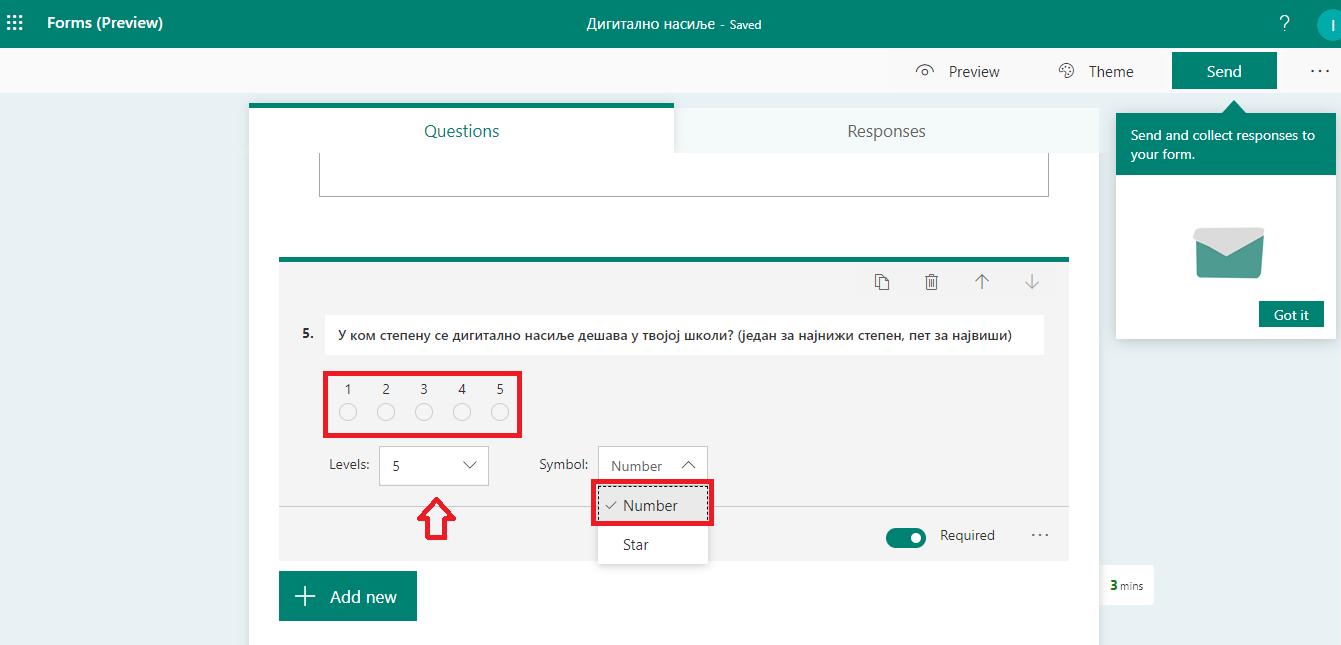 Forms (Preview)
Дигитално насиље - Saved
?
I
Preview
Theme
Send
...
Questions
Responses
Send and collect responses to
your form.
Got it
5.
У ком степену се дигитално насиље дешава у твојој школи? (један за најнижи степен, пет за највиши)
1 2 3 4 5
Levels: 5
Symbol: Number
Number
Star
Required
...
Add new
3 mins